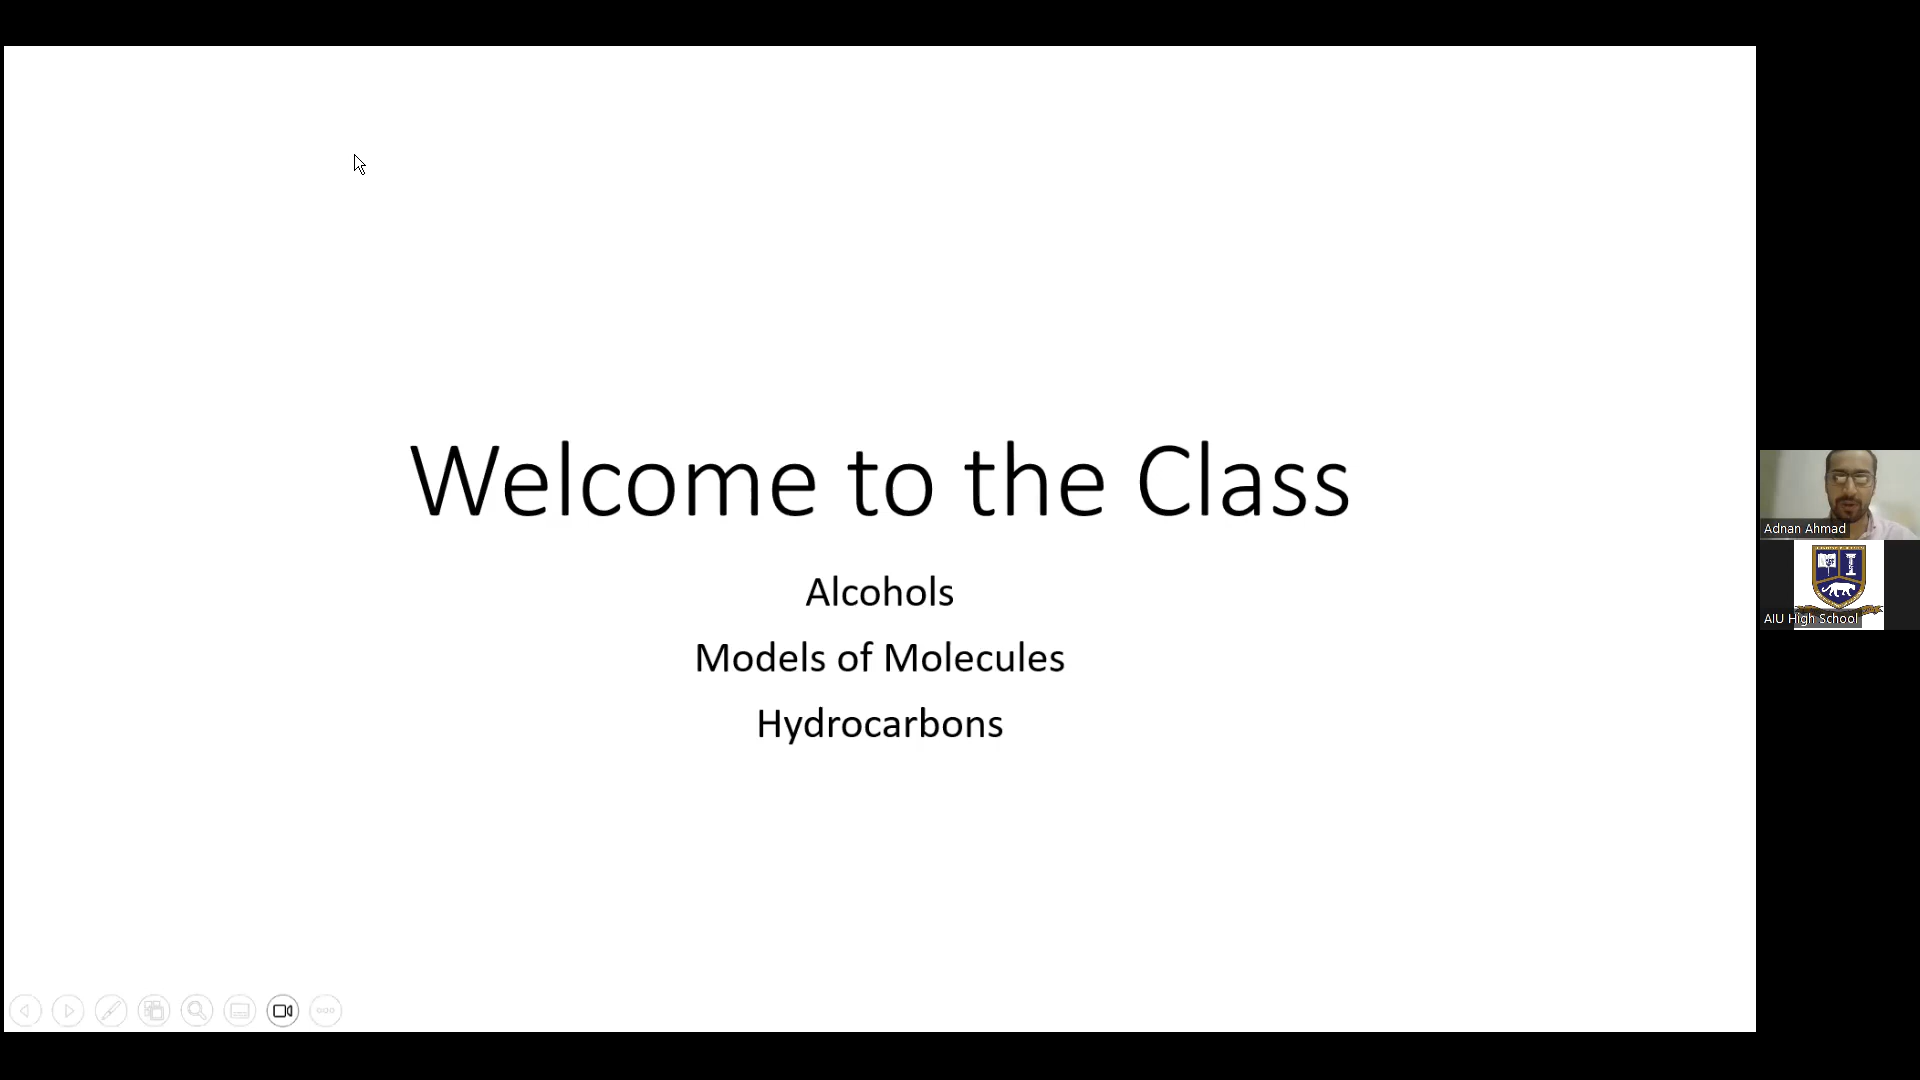 Welcome to the Class
Alcohols
Models of Molecules
Hydrocarbons
Adnan Ahmad
AIU High School